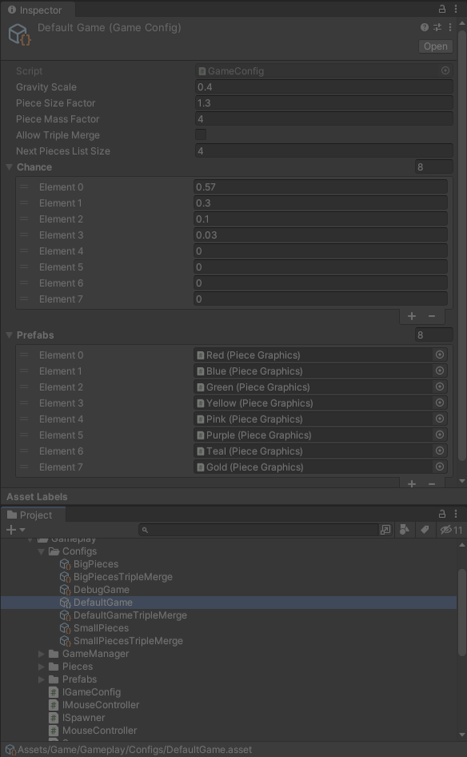 Inspector
Default Game (Game Config)
Open
Script GameConfig
Gravity Scale 0.4
Piece Size Factor 1.3
Piece Mass Factor 4
Allow Triple Merge
Next Pieces List Size 4
Chance 8
Element 0 0.57
Element 1 0.3
Element 2 0.1
Element 3 0.03
Element 4 0
Element 5 0
Element 6 0
Element 7 0
+ −
Prefabs 8
Element 0 Red (Piece Graphics)
Element 1 Blue (Piece Graphics)
Element 2 Green (Piece Graphics)
Element 3 Yellow (Piece Graphics)
Element 4 Pink (Piece Graphics)
Element 5 Purple (Piece Graphics)
Element 6 Teal (Piece Graphics)
Element 7 Gold (Piece Graphics)
+ −
Asset Labels
Project
+ 11
Gameplay
Configs
BigPieces
BigPiecesTripleMerge
DebugGame
DefaultGame
DefaultGameTripleMerge
SmallPieces
SmallPiecesTripleMerge
GameManager
Pieces
Prefabs
IGameConfig
IMouseController
ISpawner
MouseController
Assets/Game/Gameplay/Configs/DefaultGame.asset